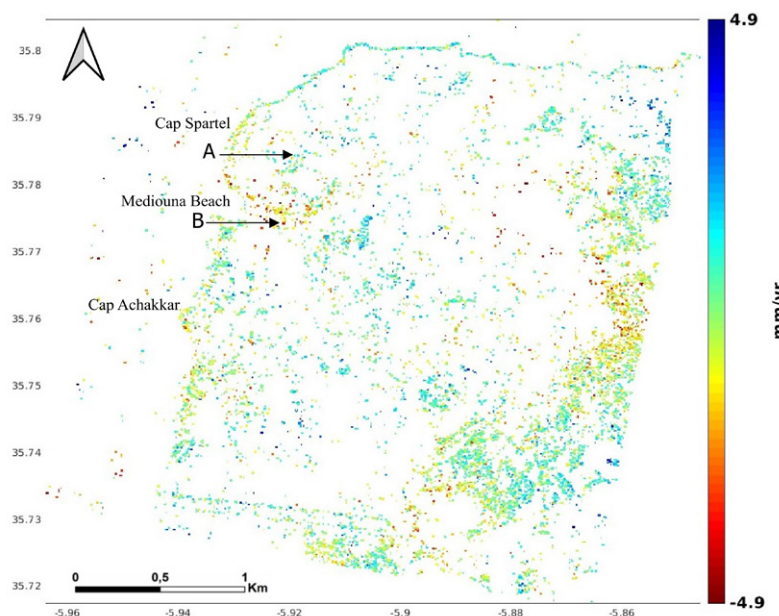 4.9
35.8
35.79
Cap Spartel
A
35.78
Mediouna Beach
B
35.77
Cap Achakkar
35.76
mm/yr
35.75
35.74
35.73
0 0,5 1
Km
35.72
-4.9
-5.96 -5.94 -5.92 -5.9 -5.88 -5.86